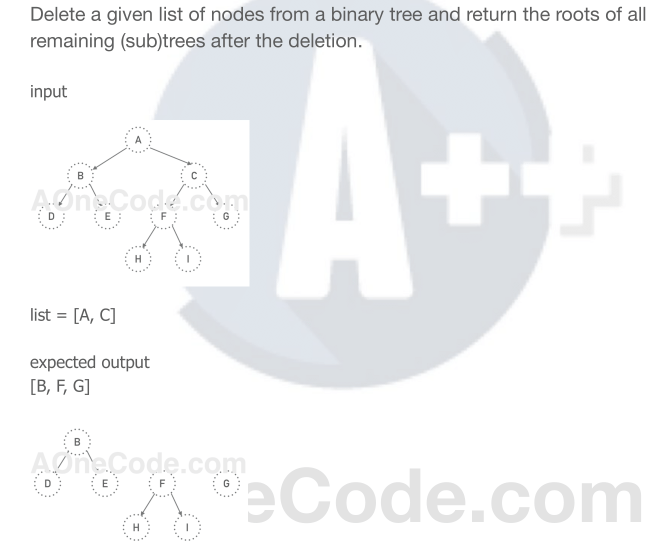 Delete a given list of nodes from a binary tree and return the roots of all
remaining (sub)trees after the deletion.
input
A
B C
AOneCode.com
D E F G
H I
list = [A, C]
expected output
[B, F, G]
B
AOneCode.com
D E F G
eCode.com
H I
A++